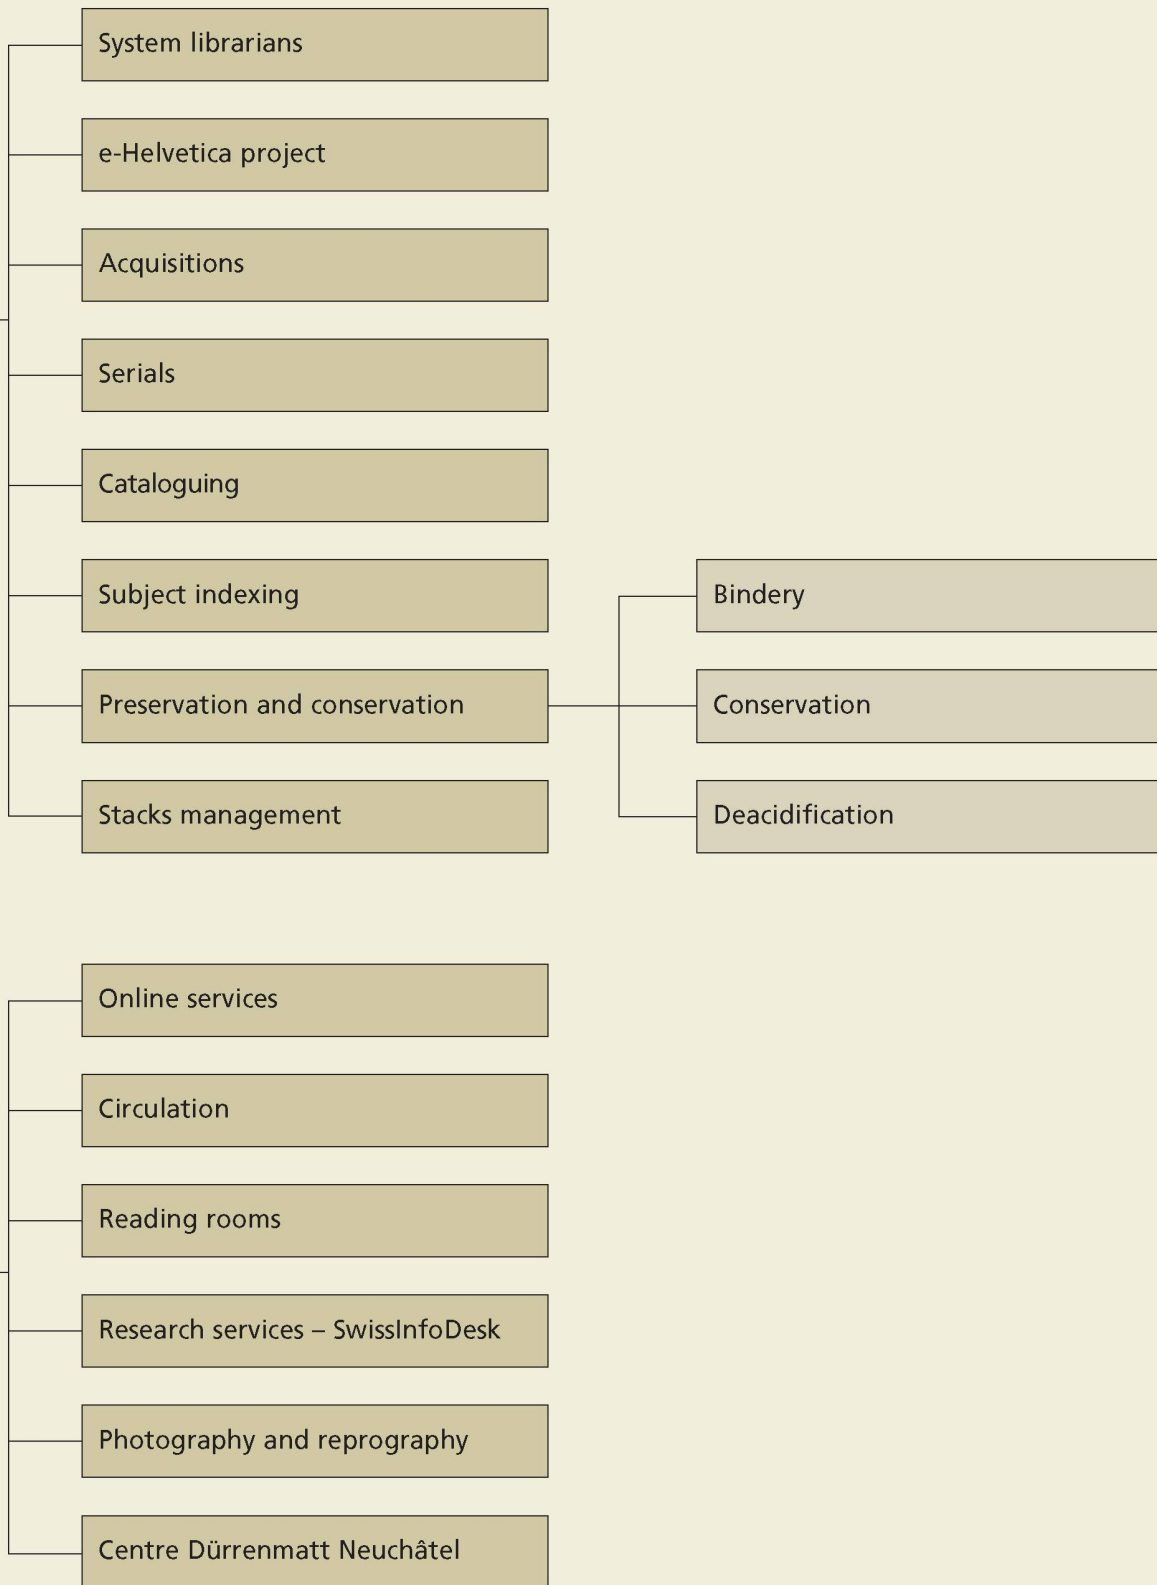 System librarians
e-Helvetica project
Acquisitions
Serials
Cataloguing
Subject indexing
Preservation and conservation
Stacks management
Bindery
Conservation
Deacidification
Online services
Circulation
Reading rooms
Research services – SwissInfoDesk
Photography and reprography
Centre Dürrenmatt Neuchâtel